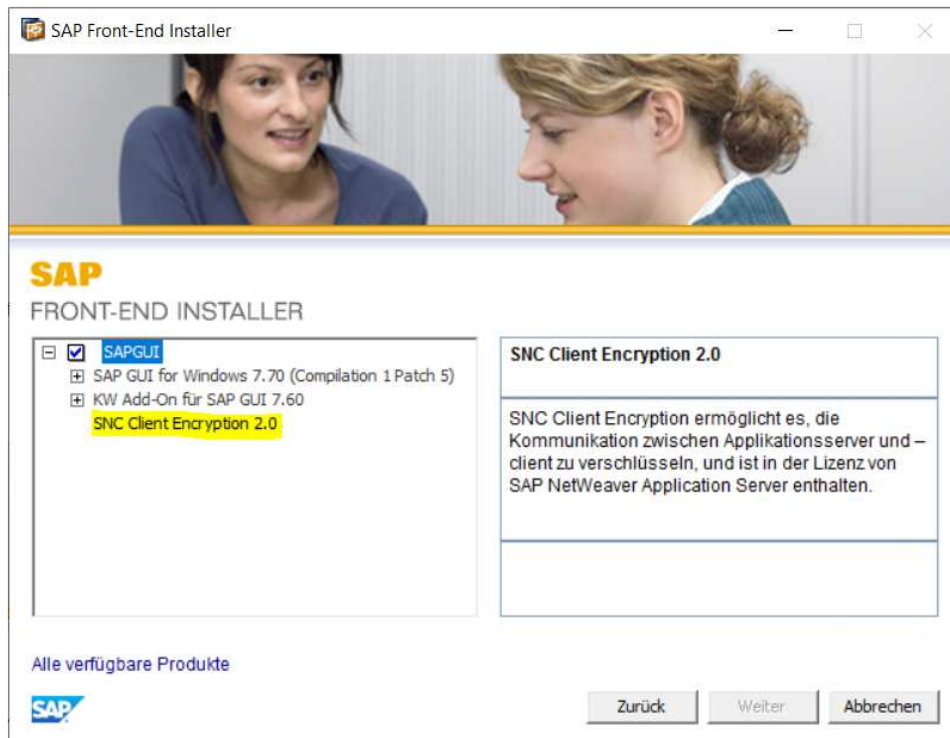 SAP Front-End Installer
SAP
FRONT-END INSTALLER
SAPGUI
SAP GUI for Windows 7.70 (Compilation 1 Patch 5)
KW Add-On für SAP GUI 7.60
SNC Client Encryption 2.0
SNC Client Encryption 2.0
SNC Client Encryption ermöglicht es, die
Kommunikation zwischen Applikationsserver und –
client zu verschlüsseln, und ist in der Lizenz von
SAP NetWeaver Application Server enthalten.
Alle verfügbare Produkte
SAP
Zurück
Weiter
Abbrechen